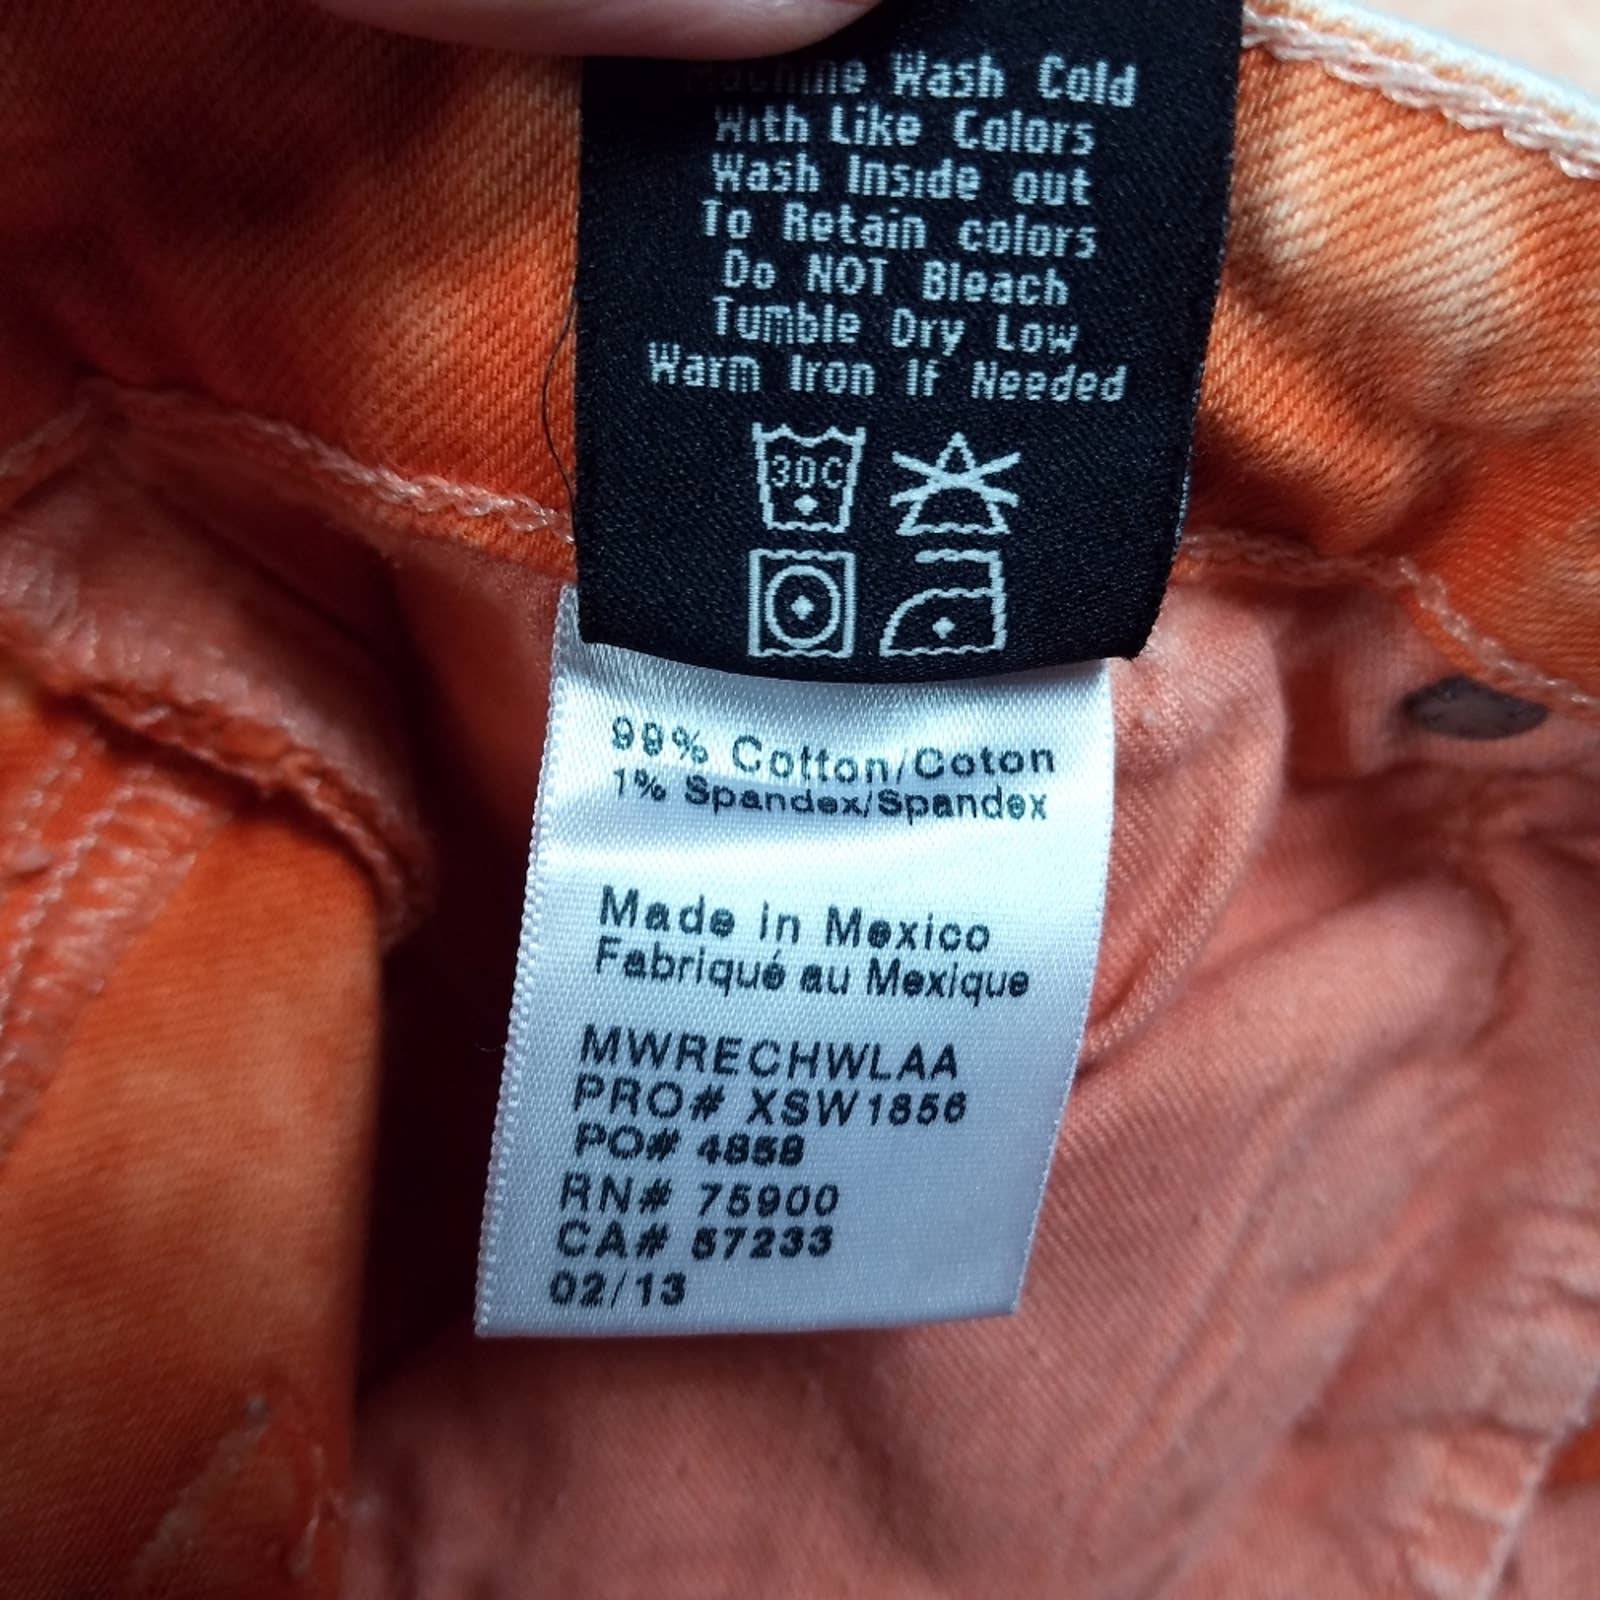 Machine Wash Cold
With Like Colors
Wash Inside out
To Retain colors
Do NOT Bleach
Tumble Dry Low
Warm Iron If Needed
30C
99% Cotton/Coton
1% Spandex/Spandex
Made in Mexico
Fabriqué au Mexique
MWRECHWLAA
PRO# XSW1856
PO# 4858
RN# 75900
CA# 57233
02/13